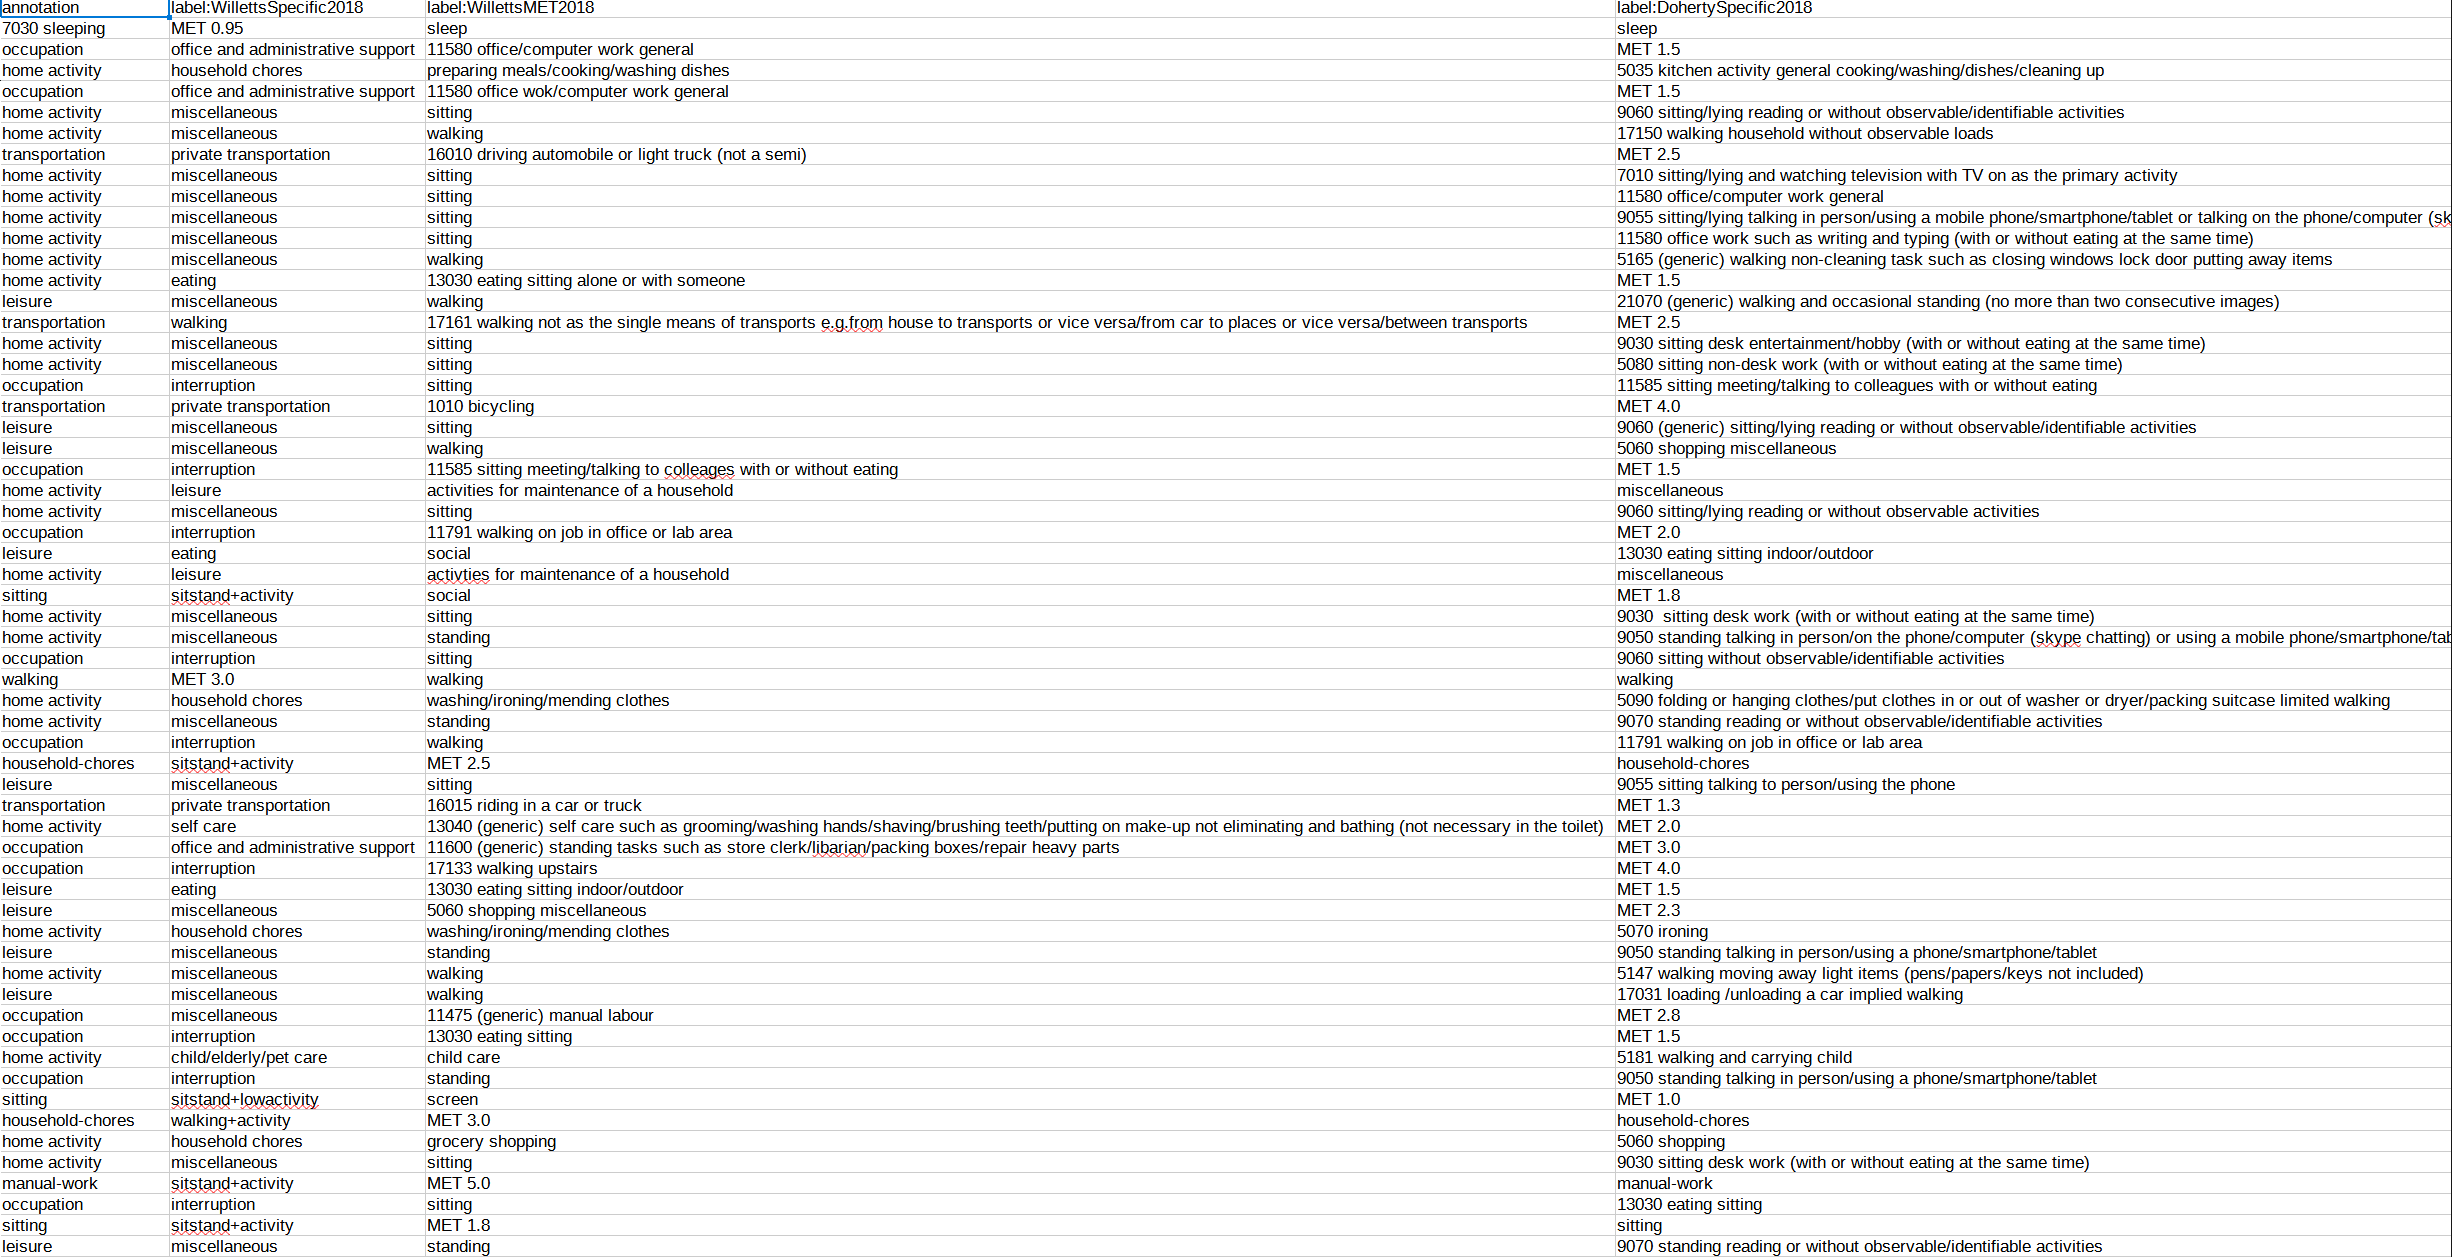 annotation label:WillettsSpecific2018 label:WillettsMET2018 label:DohertySpecific2018
7030 sleeping MET 0.95 sleep sleep
occupation office and administrative support 11580 office/computer work general MET 1.5
home activity household chores preparing meals/cooking/washing dishes 5035 kitchen activity general cooking/washing/dishes/cleaning up
occupation office and administrative support 11580 office wok/computer work general MET 1.5
home activity miscellaneous sitting 9060 sitting/lying reading or without observable/identifiable activities
home activity miscellaneous walking 17150 walking household without observable loads
transportation private transportation 16010 driving automobile or light truck (not a semi) MET 2.5
home activity miscellaneous sitting 7010 sitting/lying and watching television with TV on as the primary activity
home activity miscellaneous sitting 11580 office/computer work general
home activity miscellaneous sitting 9055 sitting/lying talking in person/using a mobile phone/smartphone/tablet or talking on the phone/computer (sk
home activity miscellaneous sitting 11580 office work such as writing and typing (with or without eating at the same time)
home activity miscellaneous walking 5165 (generic) walking non-cleaning task such as closing windows lock door putting away items
home activity eating 13030 eating sitting alone or with someone MET 1.5
leisure miscellaneous walking 21070 (generic) walking and occasional standing (no more than two consecutive images)
transportation walking 17161 walking not as the single means of transports e.g.from house to transports or vice versa/from car to places or vice versa/between transports MET 2.5
home activity miscellaneous sitting 9030 sitting desk entertainment/hobby (with or without eating at the same time)
home activity miscellaneous sitting 5080 sitting non-desk work (with or without eating at the same time)
occupation interruption sitting 11585 sitting meeting/talking to colleagues with or without eating
transportation private transportation 1010 bicycling MET 4.0
leisure miscellaneous sitting 9060 (generic) sitting/lying reading or without observable/identifiable activities
leisure miscellaneous walking 5060 shopping miscellaneous
occupation interruption 11585 sitting meeting/talking to colleages with or without eating MET 1.5
home activity leisure activities for maintenance of a household miscellaneous
home activity miscellaneous sitting 9060 sitting/lying reading or without observable activities
occupation interruption 11791 walking on job in office or lab area MET 2.0
leisure eating social 13030 eating sitting indoor/outdoor
home activity leisure activties for maintenance of a household miscellaneous
sitting sitstand+activity social MET 1.8
home activity miscellaneous sitting 9030  sitting desk work (with or without eating at the same time)
home activity miscellaneous standing 9050 standing talking in person/on the phone/computer (skype chatting) or using a mobile phone/smartphone/tab
occupation interruption sitting 9060 sitting without observable/identifiable activities
walking MET 3.0 walking walking
home activity household chores washing/ironing/mending clothes 5090 folding or hanging clothes/put clothes in or out of washer or dryer/packing suitcase limited walking
home activity miscellaneous standing 9070 standing reading or without observable/identifiable activities
occupation interruption walking 11791 walking on job in office or lab area
household-chores sitstand+activity MET 2.5 household-chores
leisure miscellaneous sitting 9055 sitting talking to person/using the phone
transportation private transportation 16015 riding in a car or truck MET 1.3
home activity self care 13040 (generic) self care such as grooming/washing hands/shaving/brushing teeth/putting on make-up not eliminating and bathing (not necessary in the toilet) MET 2.0
occupation office and administrative support 11600 (generic) standing tasks such as store clerk/libarian/packing boxes/repair heavy parts MET 3.0
occupation interruption 17133 walking upstairs MET 4.0
leisure eating 13030 eating sitting indoor/outdoor MET 1.5
leisure miscellaneous 5060 shopping miscellaneous MET 2.3
home activity household chores washing/ironing/mending clothes 5070 ironing
leisure miscellaneous standing 9050 standing talking in person/using a phone/smartphone/tablet
home activity miscellaneous walking 5147 walking moving away light items (pens/papers/keys not included)
leisure miscellaneous walking 17031 loading /unloading a car implied walking
occupation miscellaneous 11475 (generic) manual labour MET 2.8
occupation interruption 13030 eating sitting MET 1.5
home activity child/elderly/pet care child care 5181 walking and carrying child
occupation interruption standing 9050 standing talking in person/using a phone/smartphone/tablet
sitting sitstand+lowactivity screen MET 1.0
household-chores walking+activity MET 3.0 household-chores
home activity household chores grocery shopping 5060 shopping
home activity miscellaneous sitting 9030 sitting desk work (with or without eating at the same time)
manual-work sitstand+activity MET 5.0 manual-work
occupation interruption sitting 13030 eating sitting
sitting sitstand+activity MET 1.8 sitting
leisure miscellaneous standing 9070 standing reading or without observable/identifiable activities